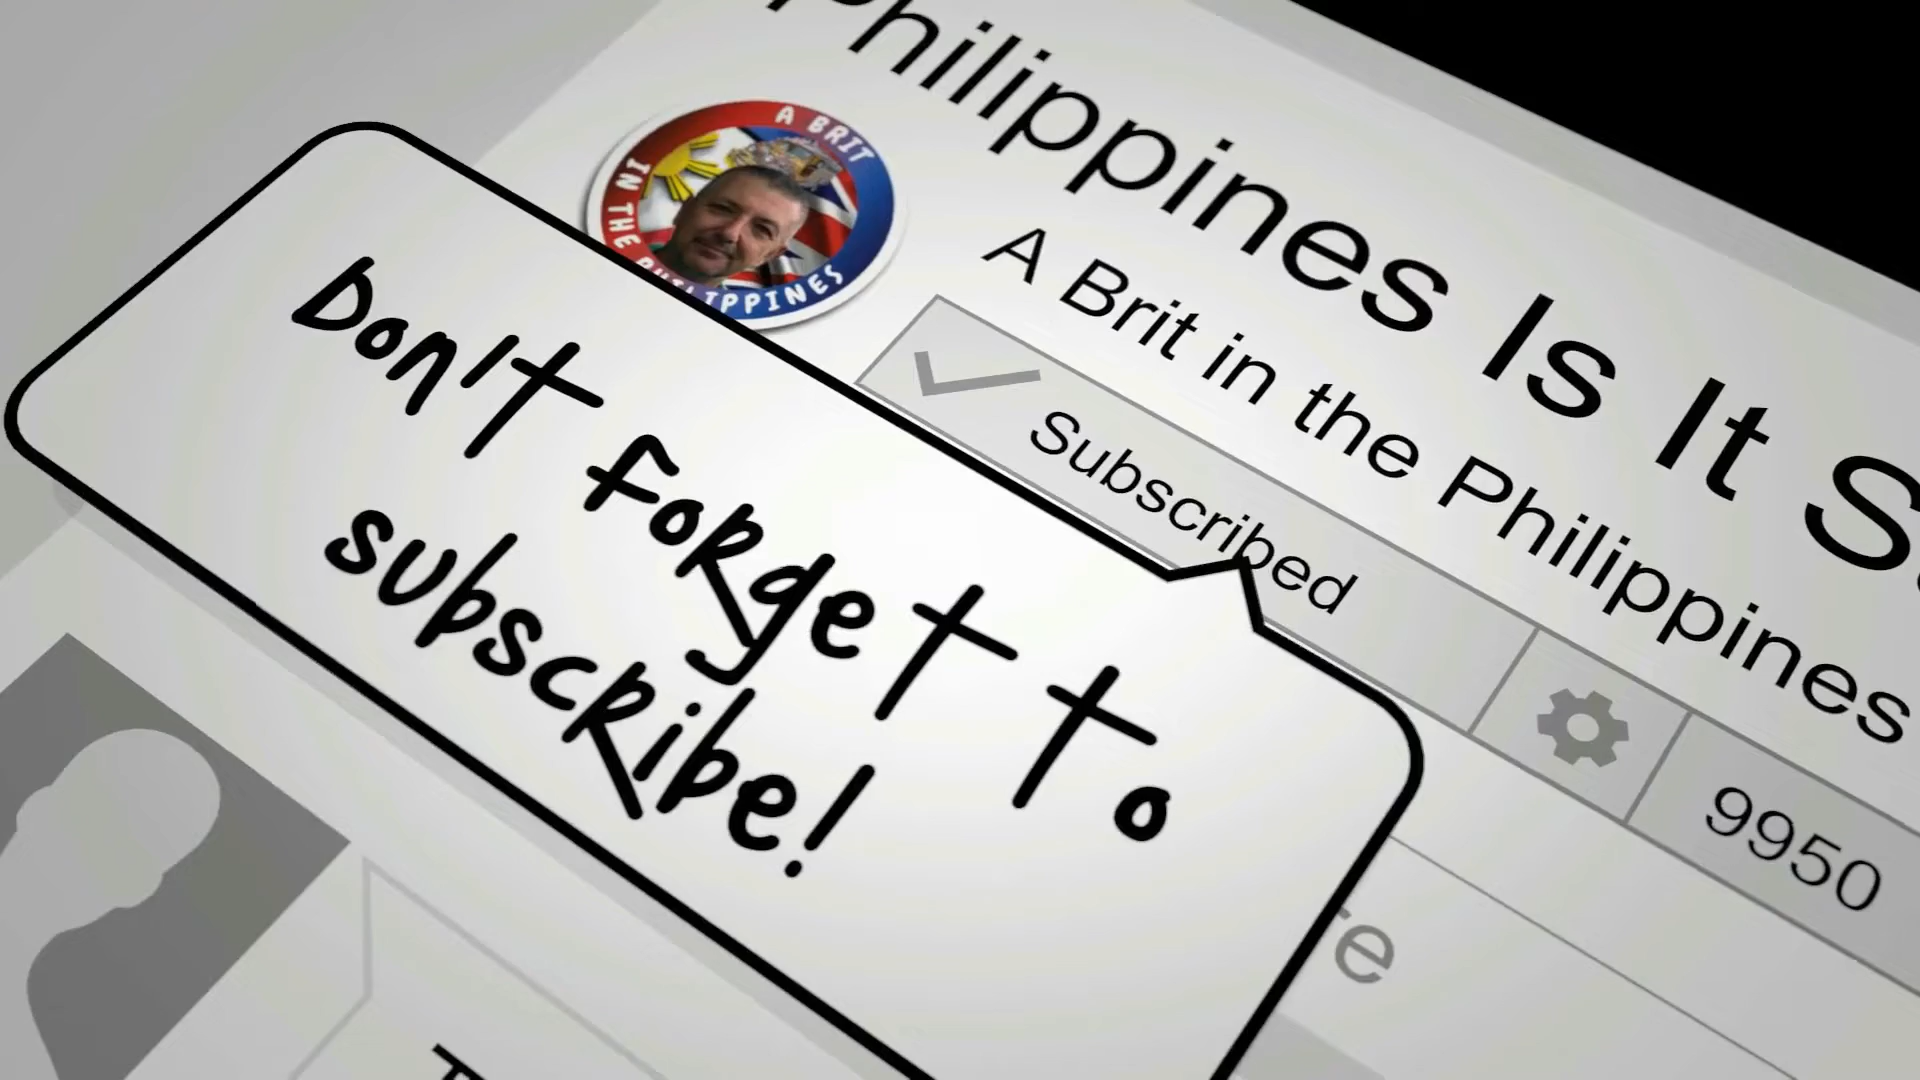 Philippines Is It S
A BRIT
IN THE PHILIPPINES
A Brit in the Philippines
Subscribed
9950
Don't forget to
subscribe!